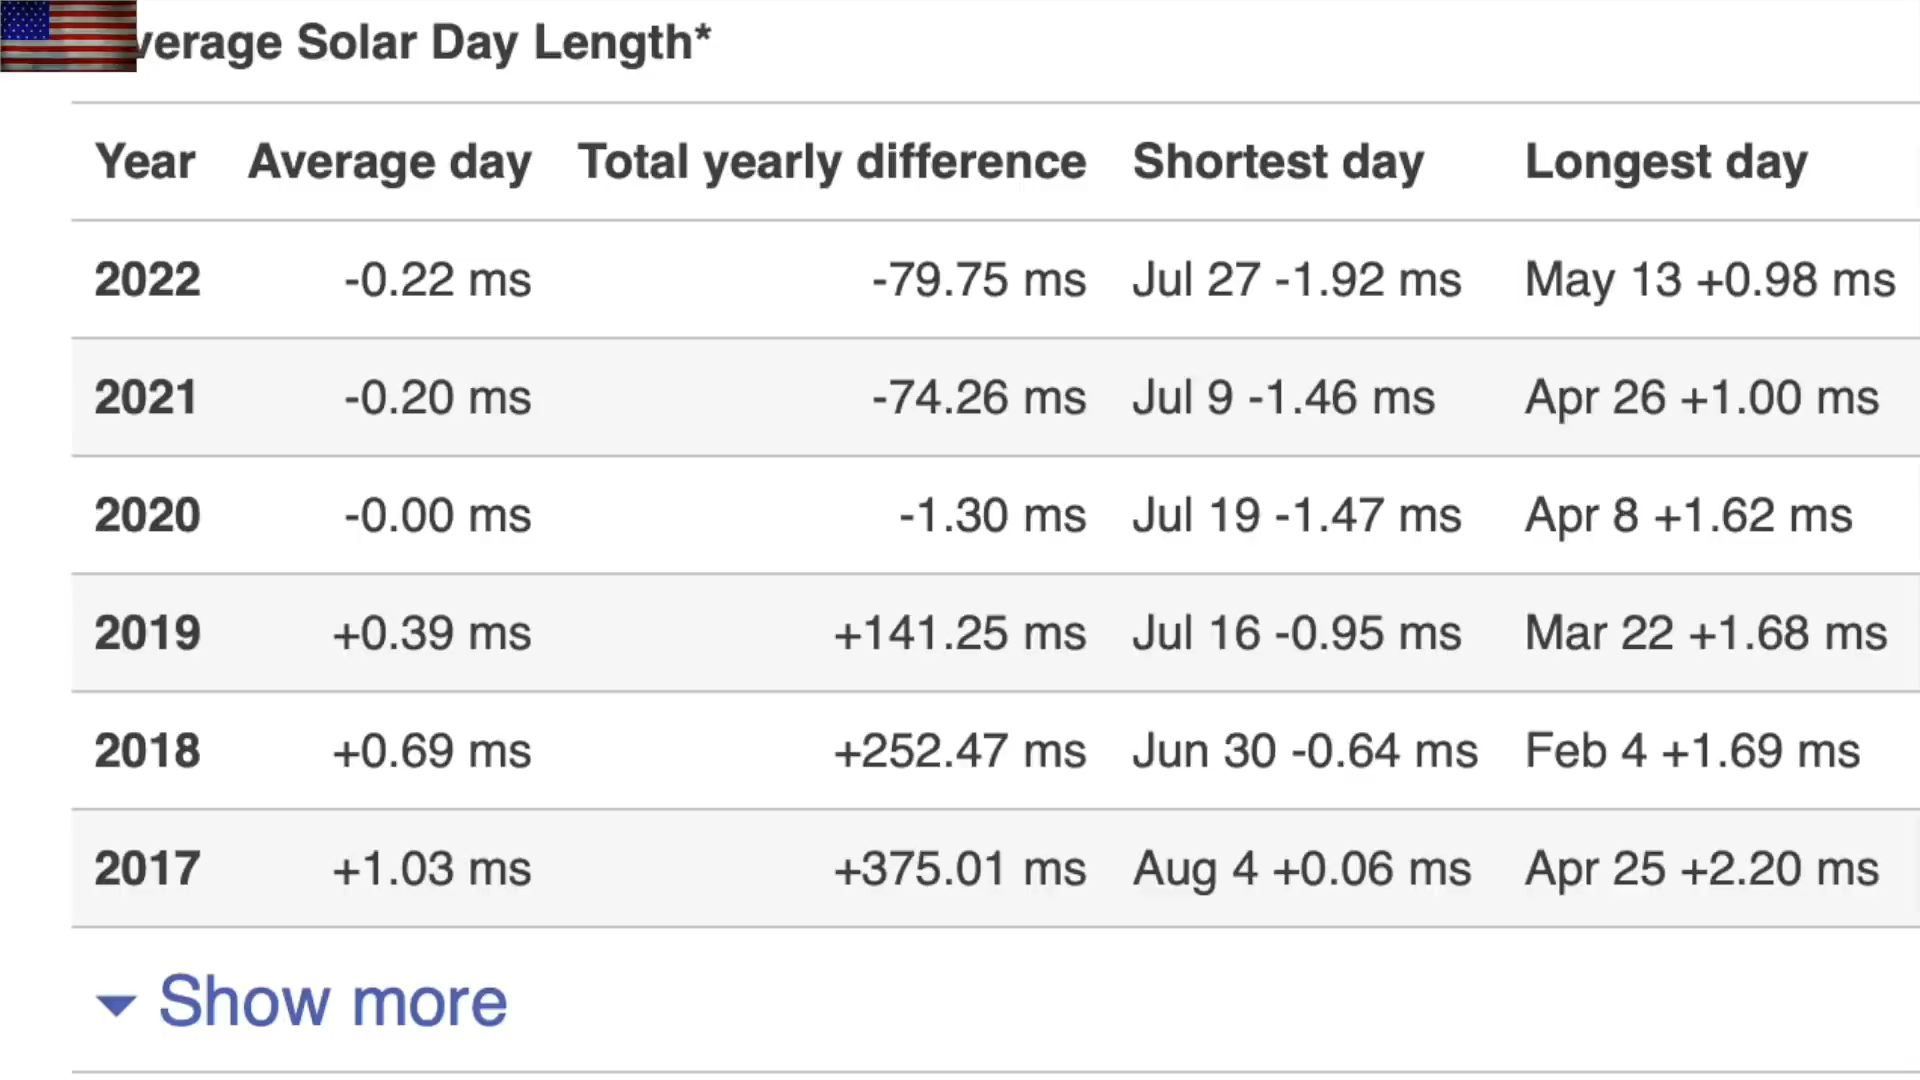 verage Solar Day Length*
Year Average day Total yearly difference Shortest day Longest day
2022 -0.22 ms -79.75 ms Jul 27 -1.92 ms May 13 +0.98 ms
2021 -0.20 ms -74.26 ms Jul 9 -1.46 ms Apr 26 +1.00 ms
2020 -0.00 ms -1.30 ms Jul 19 -1.47 ms Apr 8 +1.62 ms
2019 +0.39 ms +141.25 ms Jul 16 -0.95 ms Mar 22 +1.68 ms
2018 +0.69 ms +252.47 ms Jun 30 -0.64 ms Feb 4 +1.69 ms
2017 +1.03 ms +375.01 ms Aug 4 +0.06 ms Apr 25 +2.20 ms
Show more